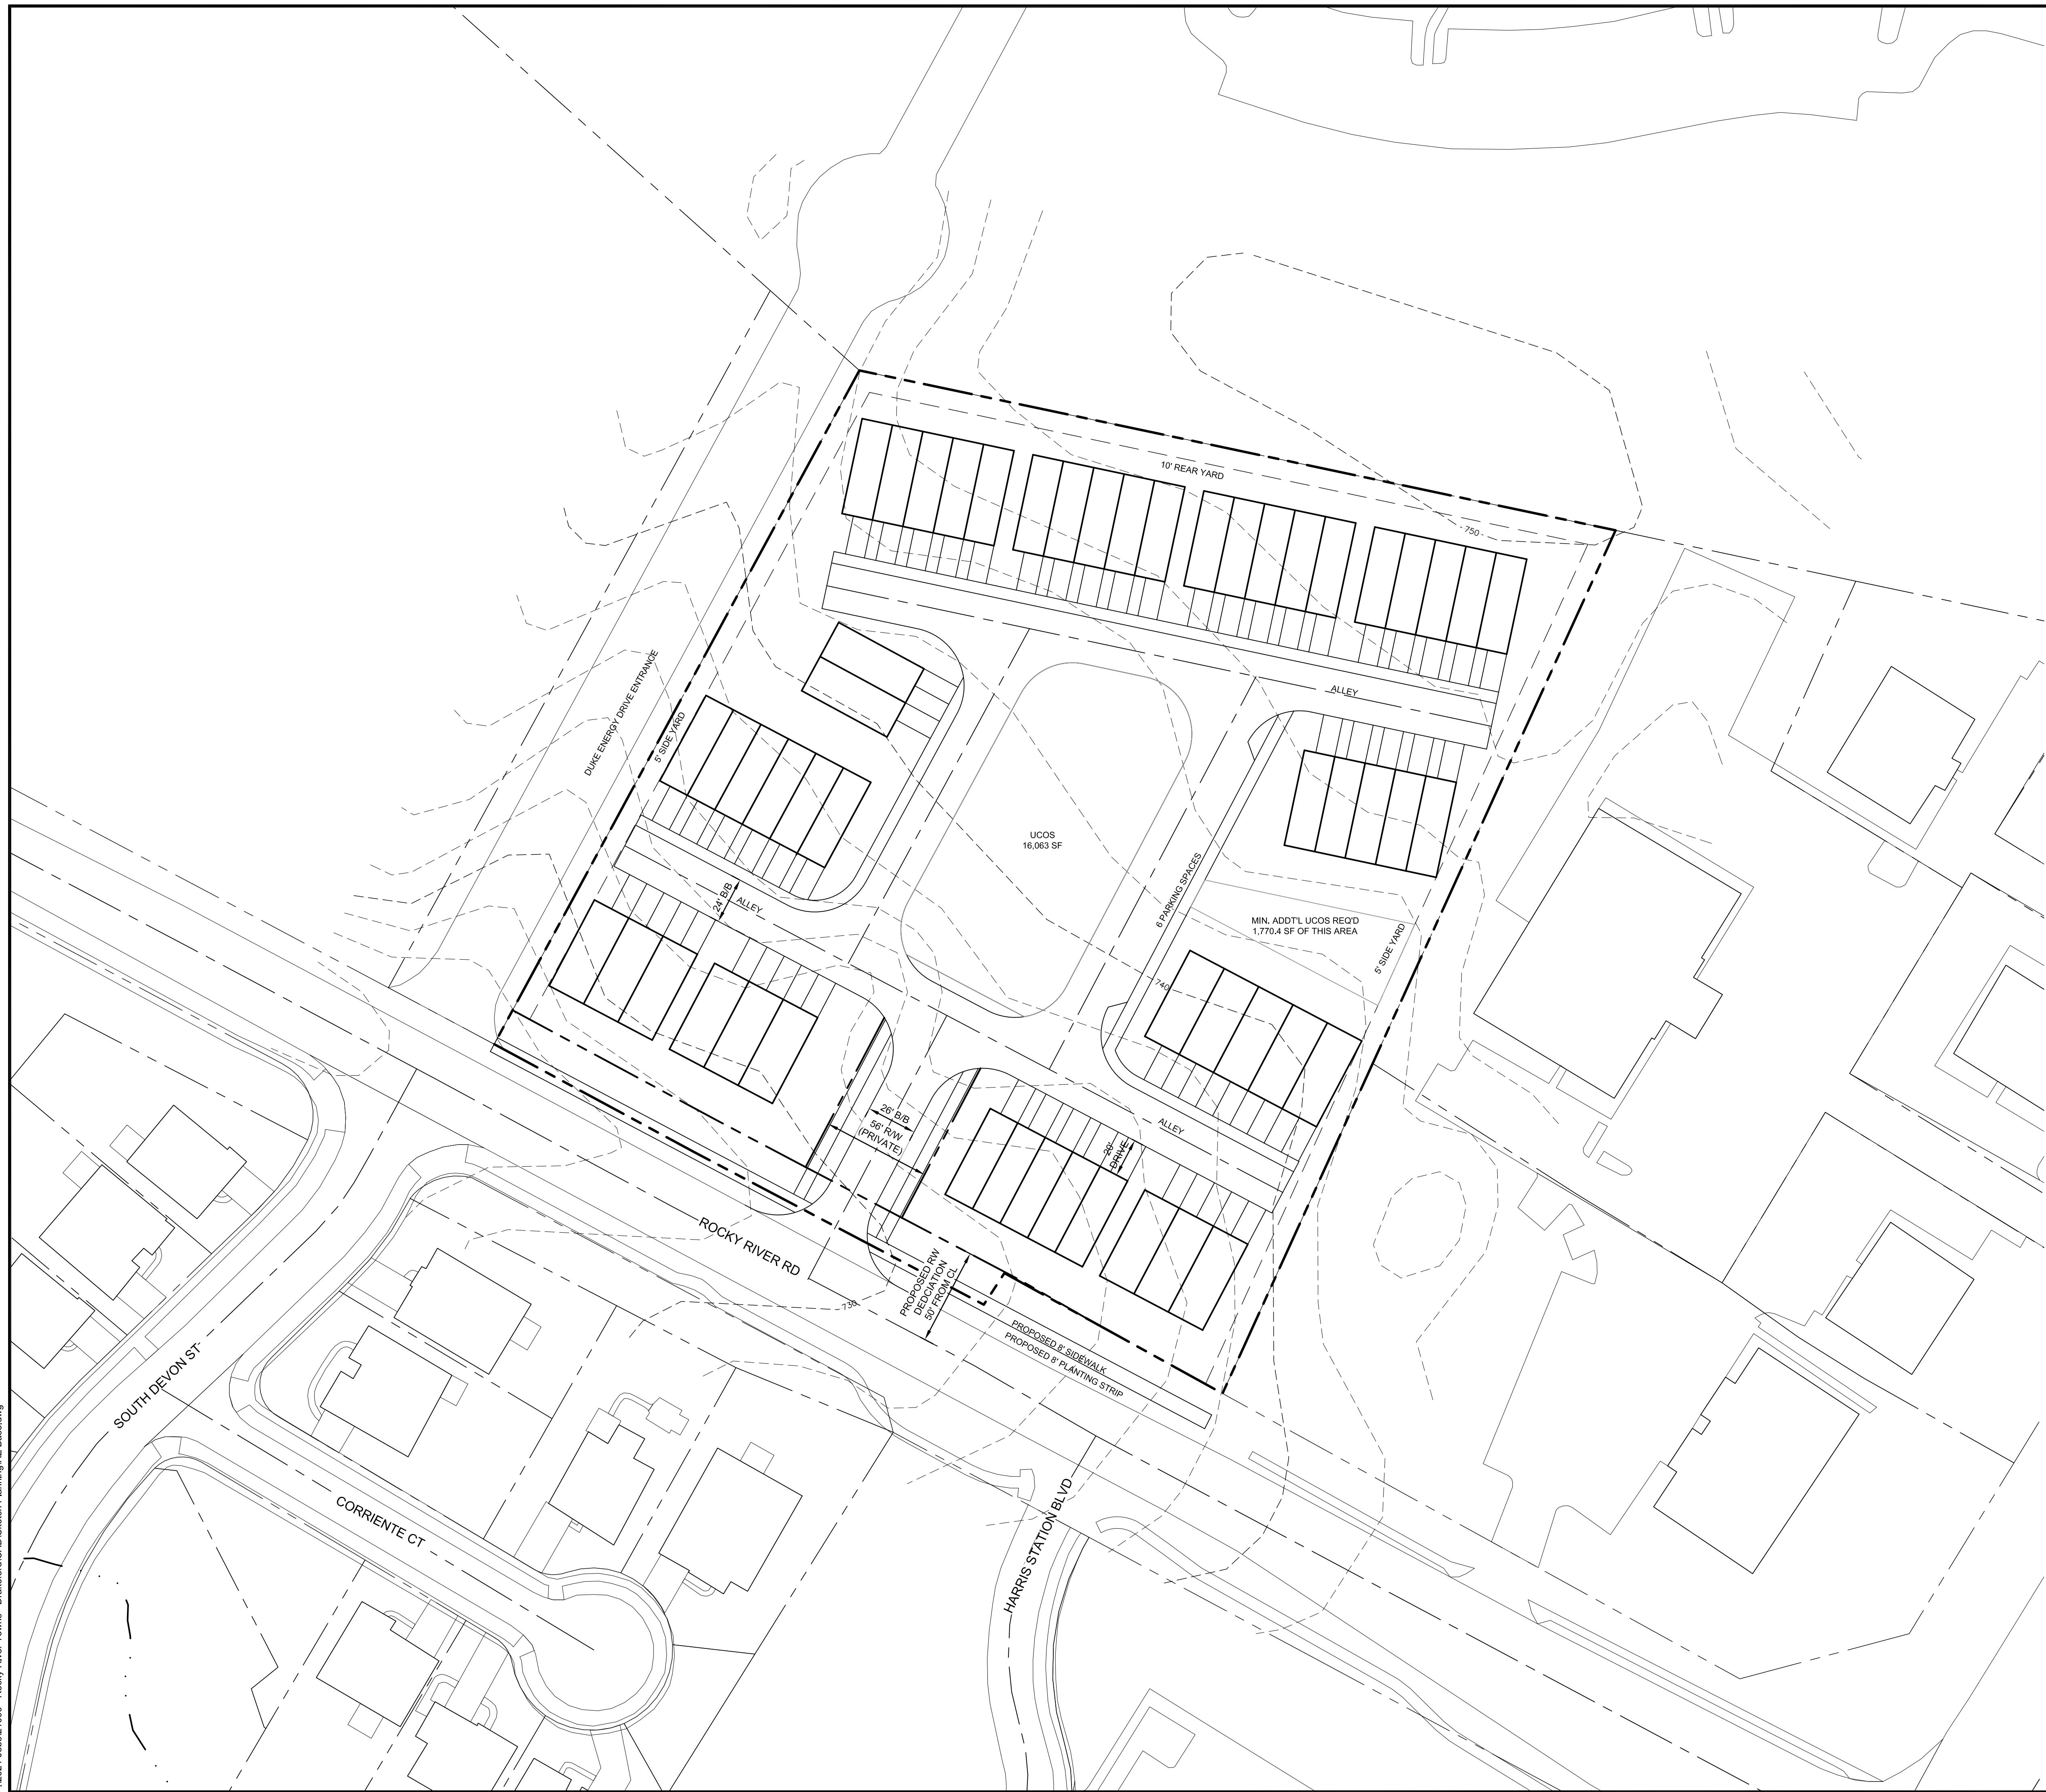 10' REAR YARD
750
DUKE ENERGY DRIVE ENTRANCE
5' SIDE YARD
ALLEY
UCOS
16,063 SF
24' B/B
ALLEY
6 PARKING SPACES
MIN. ADDT'L UCOS REQ'D
1,770.4 SF OF THIS AREA
5' SIDE YARD
740
26' B/B
56' R/W
(PRIVATE)
ALLEY
20'
DRIVE
ROCKY RIVER RD
PROPOSED RW
DEDCIATION
50' FROM CL
730
PROPOSED 8' SIDEWALK
PROPOSED 8' PLANTING STRIP
SOUTH DEVON ST
CORRIENTE CT
HARRIS STATION BLVD